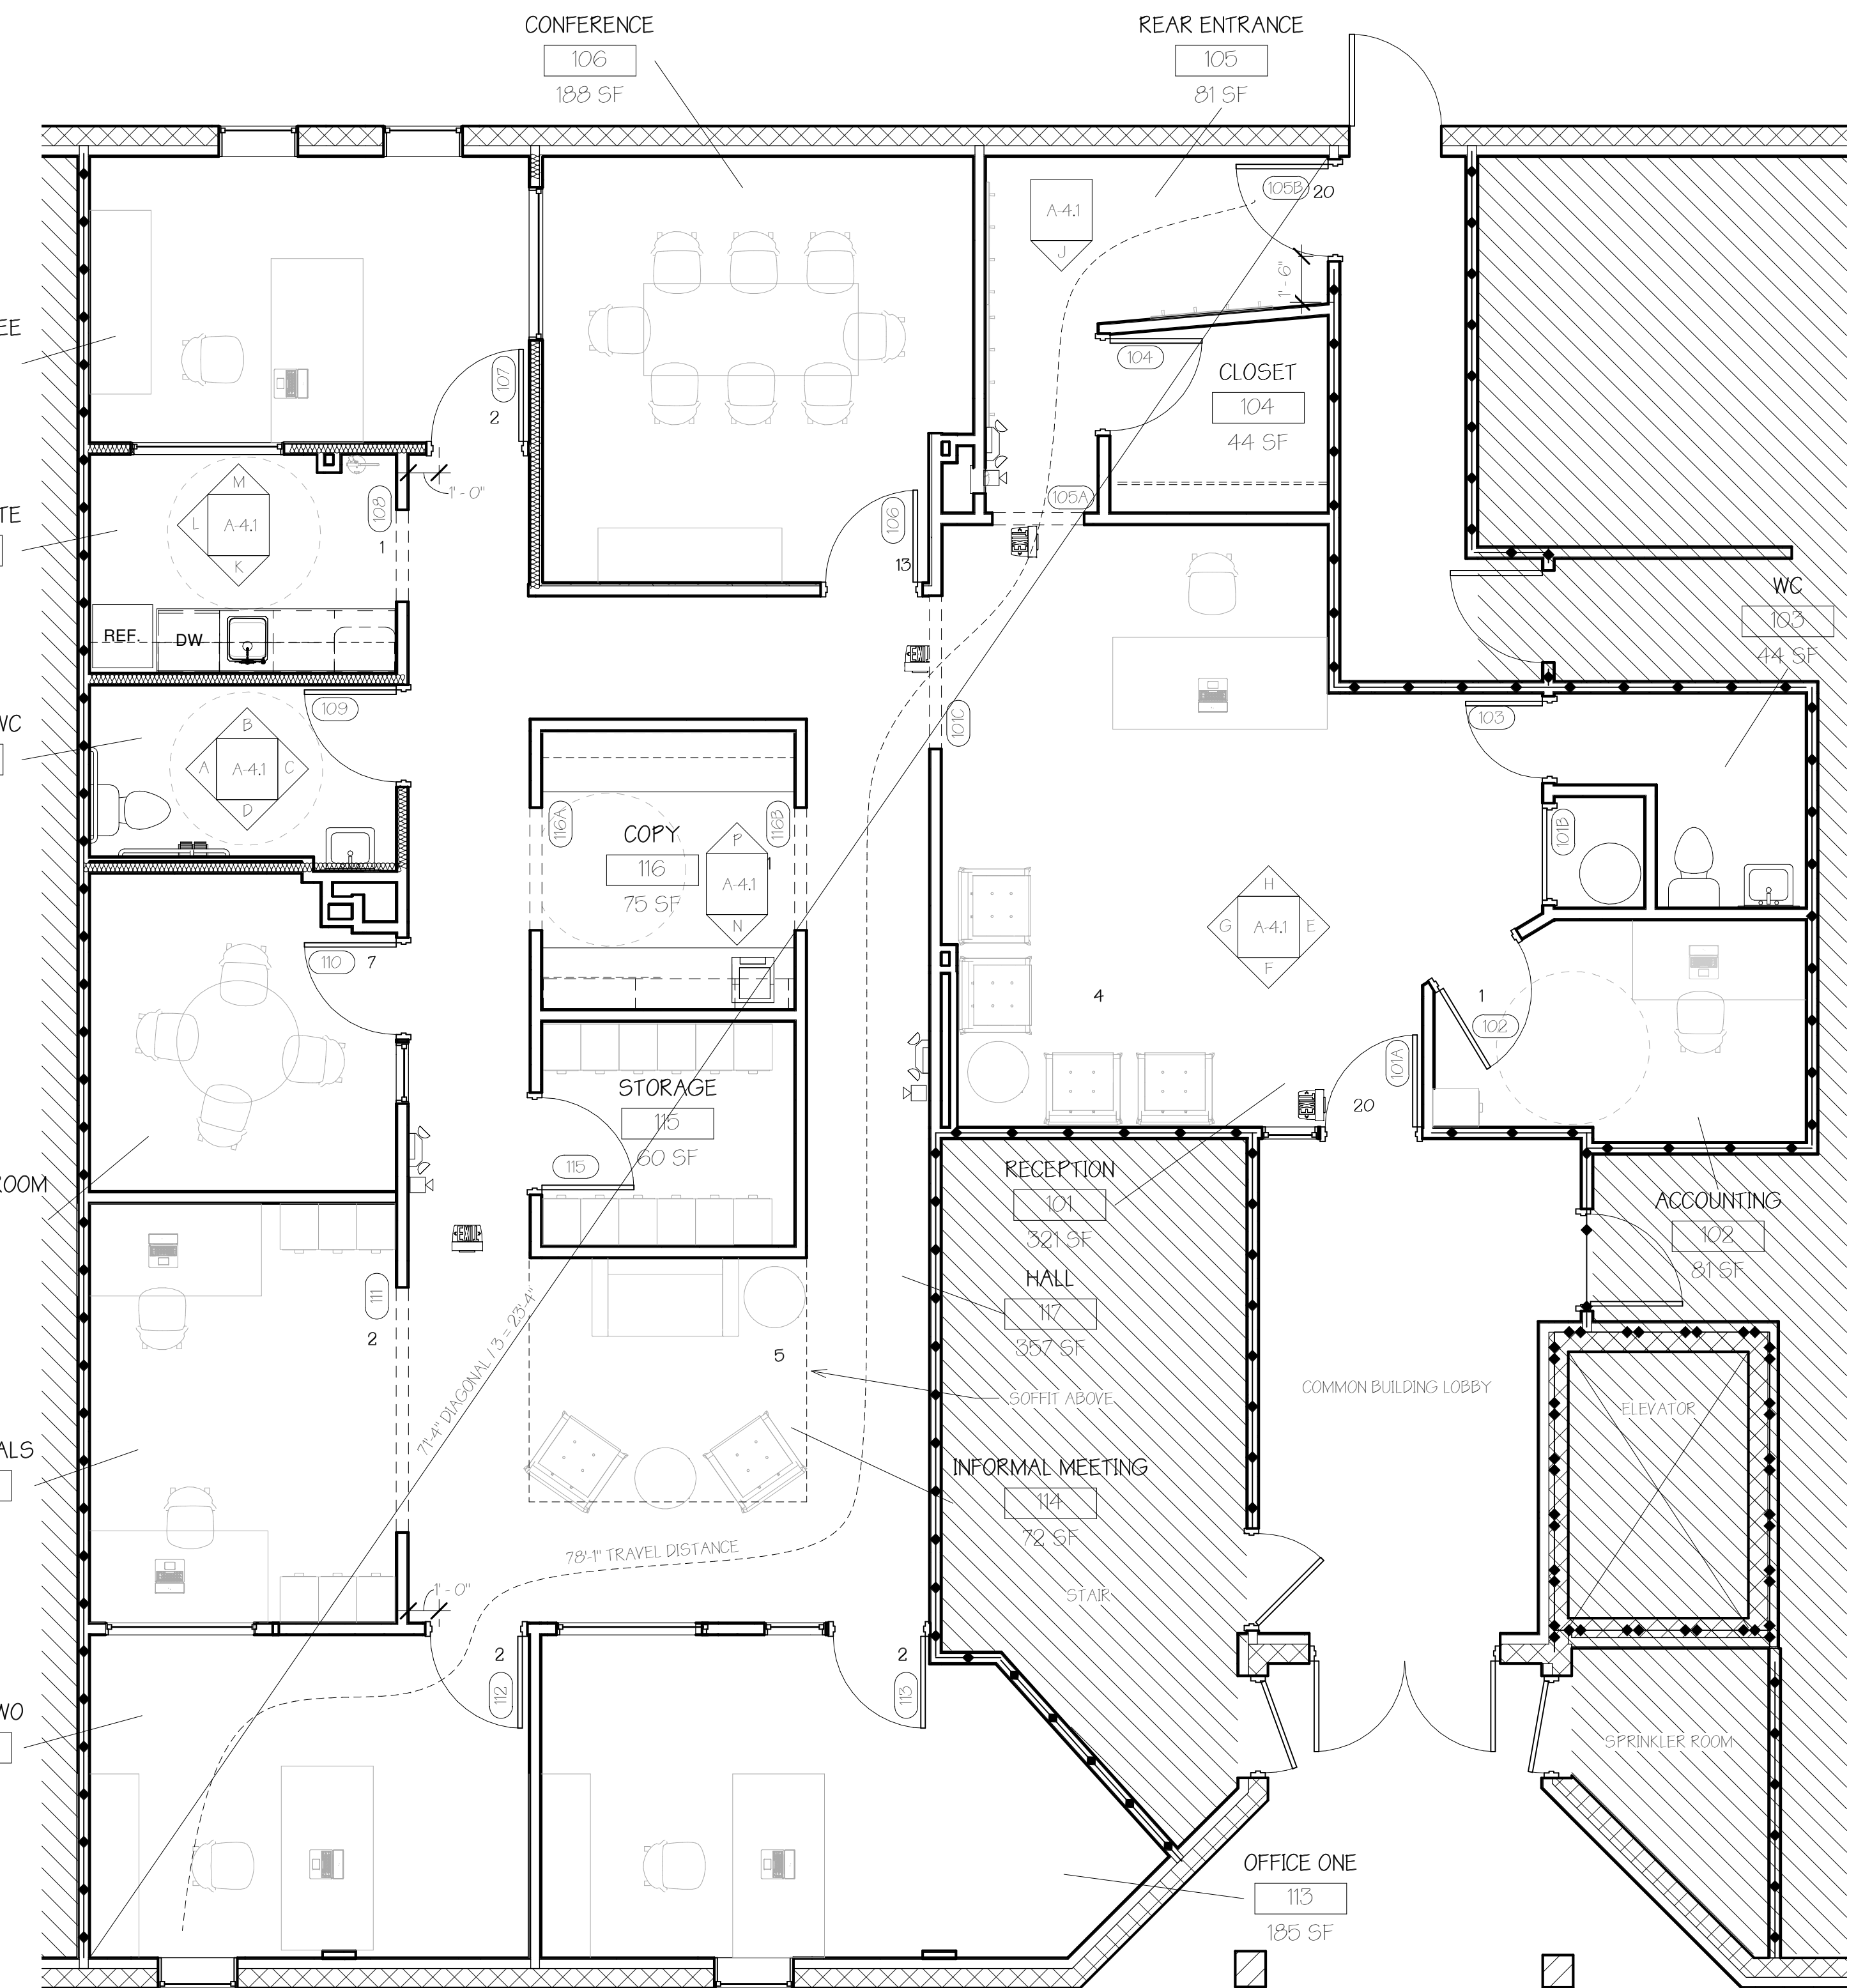 CONFERENCE
106
188 SF
REAR ENTRANCE
105
81 SF
105B
20
A-4.1
J
1' - 6"
EE
107
2
104
CLOSET
104
44 SF
TE
M
L
A-4.1
K
108
1
1' - 0"
106
13
105A
EXIT
WC
103
44 SF
REF.
DW
EXIT
101C
103
109
WC
B
A
A-4.1
C
D
116A
COPY
116
75 SF
116B
P
A-4.1
1
N
101B
H
G
A-4.1
E
F
110
7
4
1
102
101A
EXIT
20
STORAGE
115
60 SF
115
ROOM
EXIT
RECEPTION
101
321 SF
ACCOUNTING
102
81 SF
HALL
117
357 SF
111
2
5
71'-4" DIAGONAL / 3 = 23'-4"
SOFFIT ABOVE
COMMON BUILDING LOBBY
ELEVATOR
ALS
INFORMAL MEETING
114
72 SF
78'-1" TRAVEL DISTANCE
STAIR
1' - 0"
2
112
2
113
WO
SPRINKLER ROOM
OFFICE ONE
113
185 SF